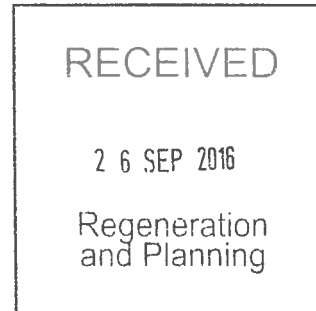 RECEIVED
2 6 SEP 2016
Regeneration
and Planning